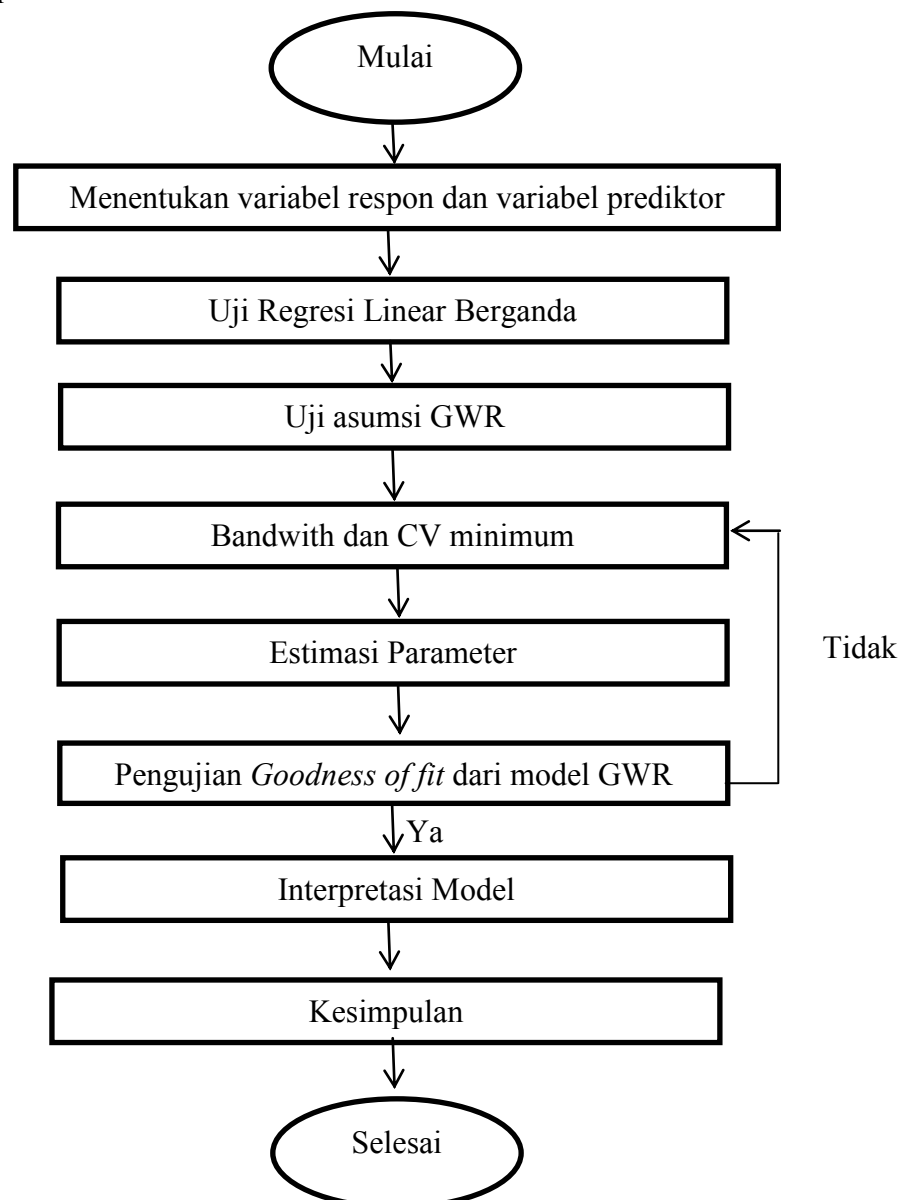 Mulai
Menentukan variabel respon dan variabel prediktor
Uji Regresi Linear Berganda
Uji asumsi GWR
Bandwith dan CV minimum
Estimasi Parameter
Tidak
Pengujian Goodness of fit dari model GWR
Ya
Interpretasi Model
Kesimpulan
Selesai